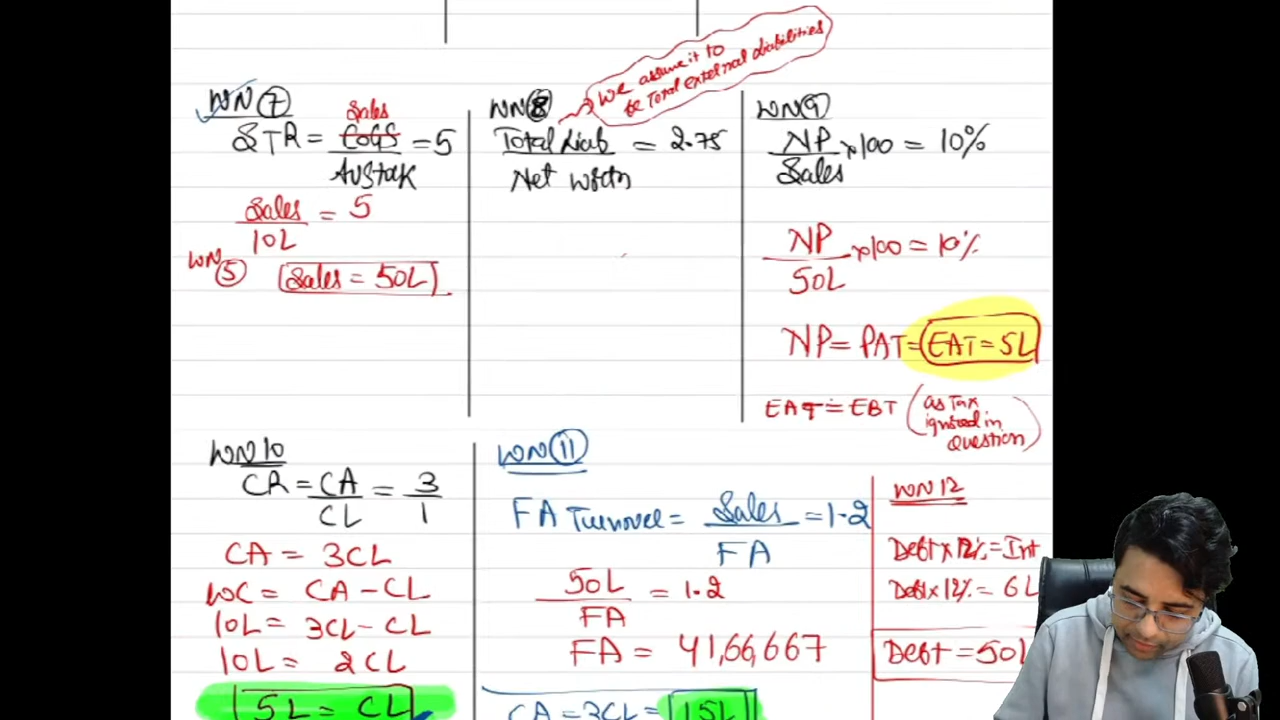 We assume it to
be Total external liabilities
WN 7
STR = Sales
COGS = 5
Av Stock
Sales = 5
10L
WN 5
Sales = 50L
WN 8
Total Liab = 2.75
Net worth
WN 9
NP x100 = 10%
Sales
NP x100 = 10%
50L
NP = PAT = EAT = 5L
EAT = EBT (as Tax
ignored in
question)
WN 10
CR = CA = 3
CL 1
CA = 3CL
WC = CA - CL
10L = 3CL - CL
10L = 2CL
5L = CL
WN 11
FA Turnover = Sales = 1.2
FA
50L = 1.2
FA
FA = 41,66,667
CA = 3CL = 15L
WN 12
Debt x 12% = Int
Debt x 12% = 6L
Debt = 50L